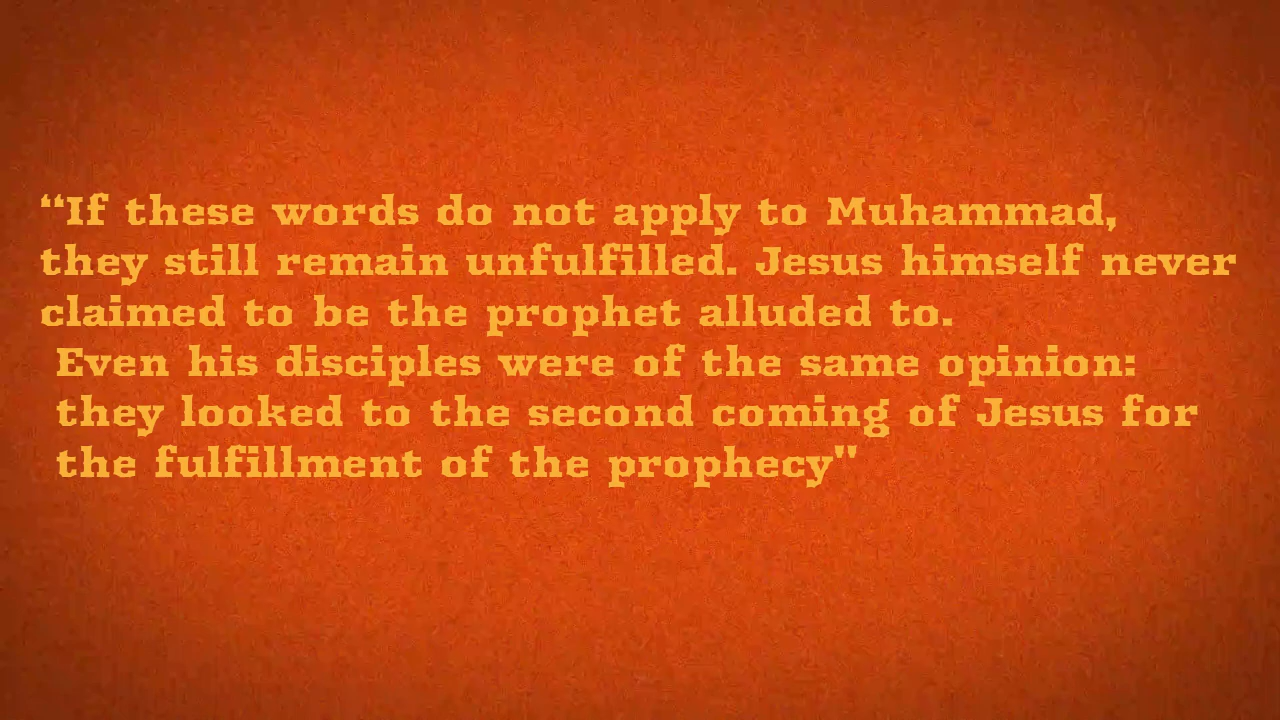 “If these words do not apply to Muhammad,
they still remain unfulfilled. Jesus himself never
claimed to be the prophet alluded to.
Even his disciples were of the same opinion:
they looked to the second coming of Jesus for
the fulfillment of the prophecy"